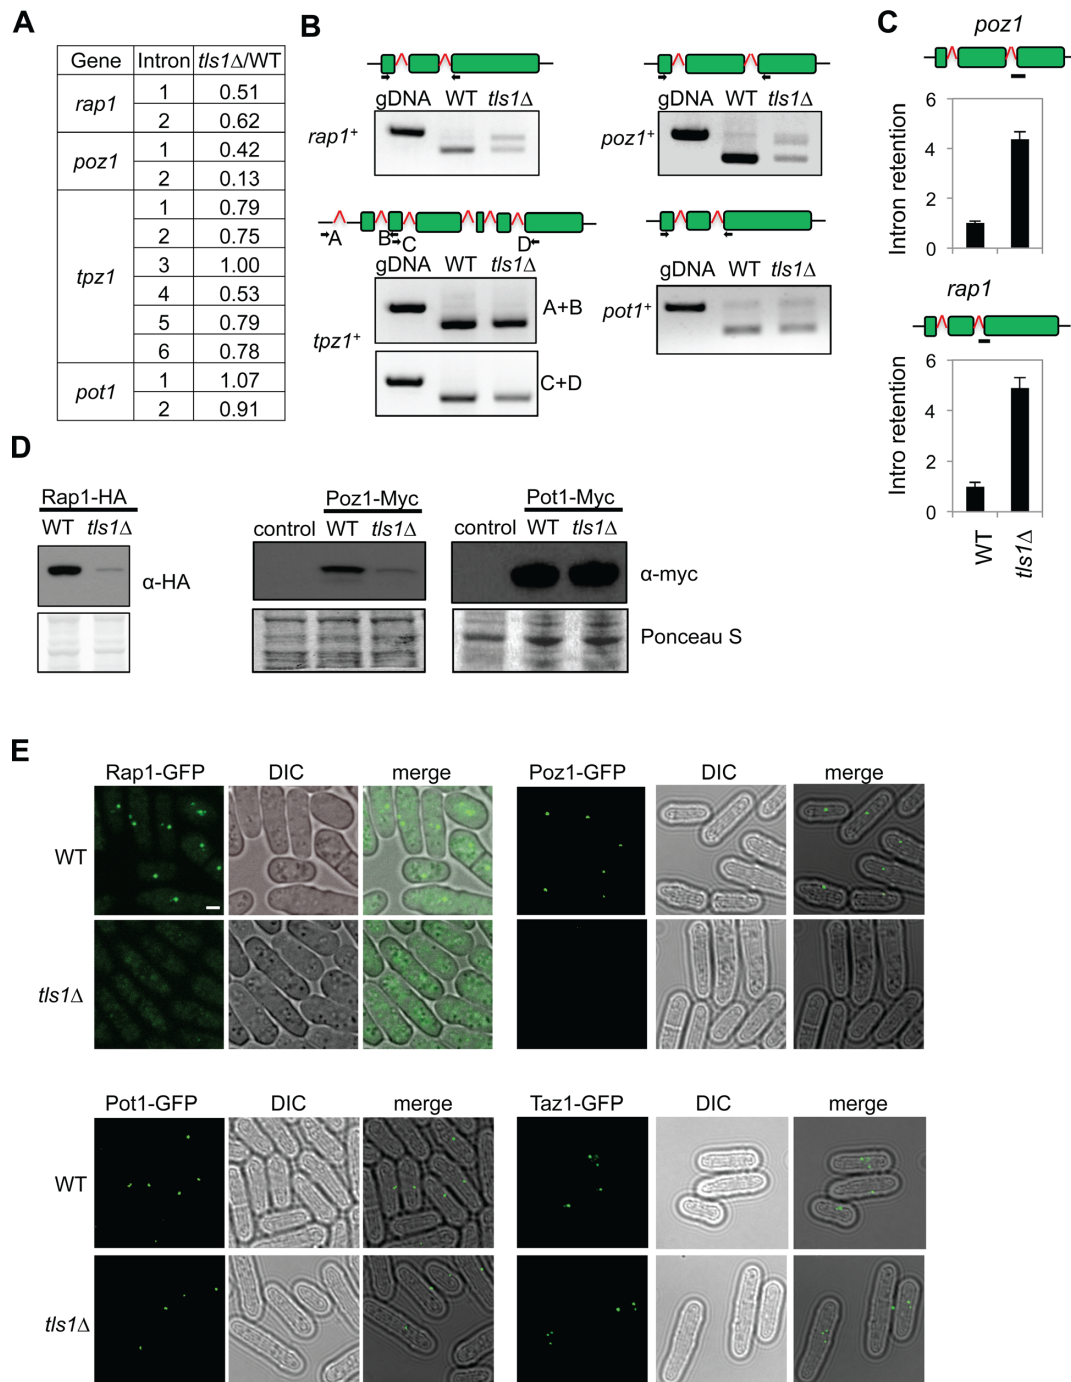 A
Gene Intron tls1Δ/WT
rap1 1 0.51
2 0.62
poz1 1 0.42
2 0.13
tpz1 1 0.79
2 0.75
3 1.00
4 0.53
5 0.79
6 0.78
pot1 1 1.07
2 0.91
B
gDNA WT tls1Δ
rap1+
gDNA WT tls1Δ
poz1+
A B C D
gDNA WT tls1Δ
A+B
tpz1+
C+D
gDNA WT tls1Δ
pot1+
C
poz1
Intron retention
6
4
2
0
rap1
Intro retention
6
4
2
0
WT tls1Δ
D
Rap1-HA
WT tls1Δ
α-HA
Poz1-Myc
control WT tls1Δ
Pot1-Myc
control WT tls1Δ
α-myc
Ponceau S
E
Rap1-GFP DIC merge
WT
tls1Δ
Poz1-GFP DIC merge
Pot1-GFP DIC merge
WT
tls1Δ
Taz1-GFP DIC merge